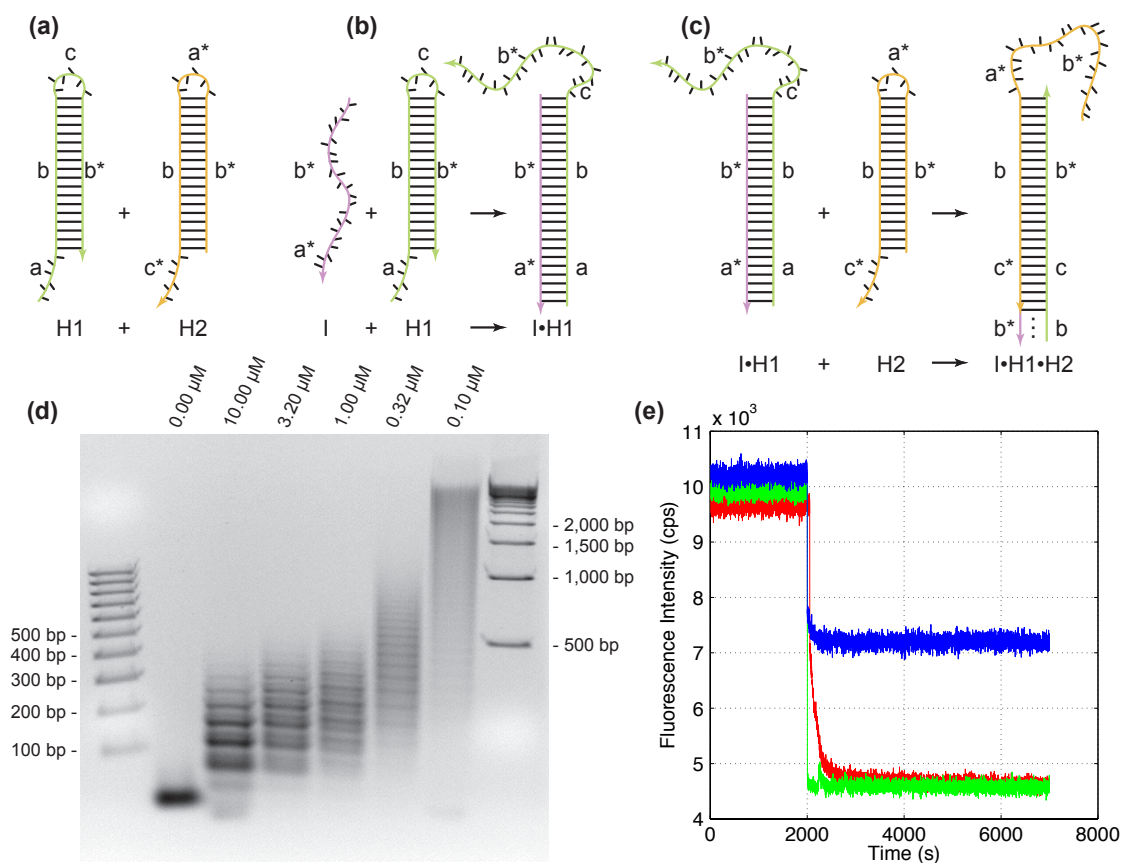 (a)
c
a*
b
b*
b
b*
+
a
c*
H1 + H2
(b)
b*
c
b*
b
b*
b*
b
+
a*
a
a*
a
I + H1
I•H1
(c)
b*
c
a*
a*
b*
b*
b
b
b*
b
b*
+
a*
a
c*
c*
c
b*
b
I•H1 + H2
I•H1•H2
(d)
0.00 µM
10.00 µM
3.20 µM
1.00 µM
0.32 µM
0.10 µM
500 bp -
400 bp -
300 bp -
200 bp -
100 bp -
- 2,000 bp
- 1,500 bp
- 1,000 bp
- 500 bp
(e)
x 10³
11
10
9
8
7
6
5
4
0 2000 4000 6000 8000
Fluorescence Intensity (cps)
Time (s)